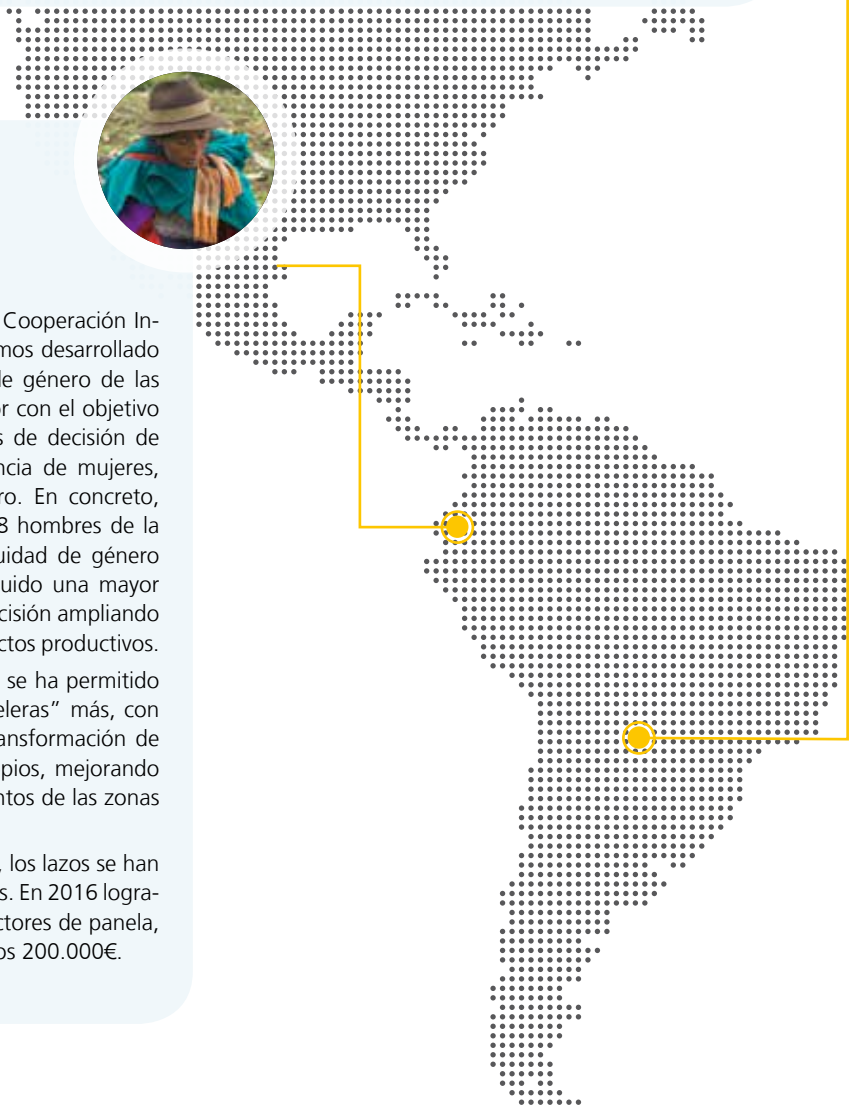 Cooperación In-
mos desarrollado
de género de las
r con el objetivo
s de decisión de
ncia de mujeres,
ro. En concreto,
8 hombres de la
uidad de género
uido una mayor
cisión ampliando
ctos productivos.
se ha permitido
eleras” más, con
ansformación de
ipios, mejorando
ntos de las zonas
, los lazos se han
s. En 2016 logra-
ctores de panela,
os 200.000€.